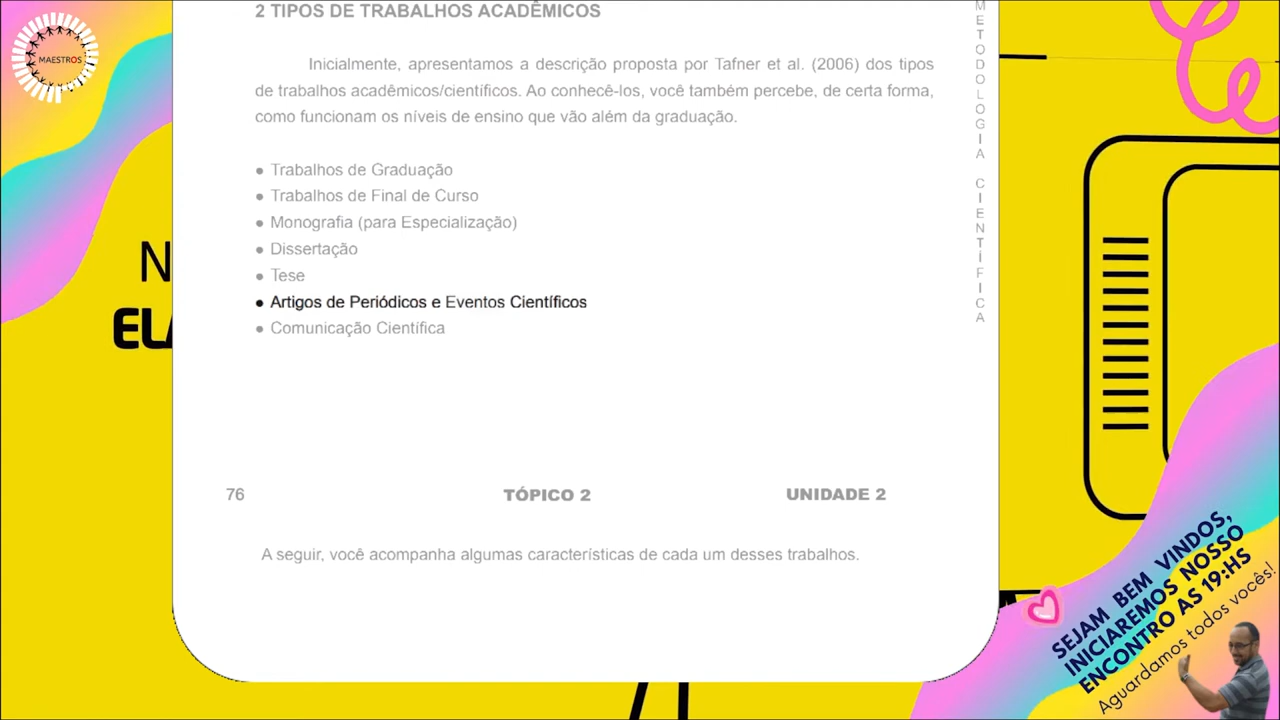 MAESTROS
2 TIPOS DE TRABALHOS ACADÊMICOS
Inicialmente, apresentamos a descrição proposta por Tafner et al. (2006) dos tipos
de trabalhos acadêmicos/científicos. Ao conhecê-los, você também percebe, de certa forma,
como funcionam os níveis de ensino que vão além da graduação.
● Trabalhos de Graduação
● Trabalhos de Final de Curso
● Monografia (para Especialização)
● Dissertação
● Tese
● Artigos de Periódicos e Eventos Científicos
● Comunicação Científica
METODOLOGIA CIENTÍFICA
N
ELA
76 TÓPICO 2 UNIDADE 2
A seguir, você acompanha algumas características de cada um desses trabalhos.
SEJAM BEM VINDOS,
INICIAREMOS NOSSO
ENCONTRO AS 19:HS
Aguardamos todos vocês!